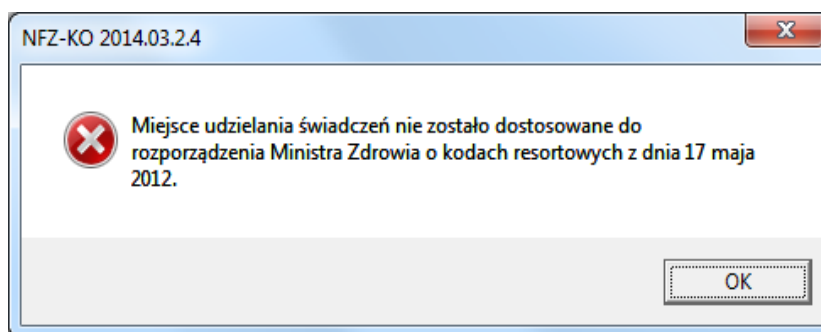 NFZ-KO 2014.03.2.4
Miejsce udzielania świadczeń nie zostało dostosowane do
rozporządzenia Ministra Zdrowia o kodach resortowych z dnia 17 maja
2012.
OK